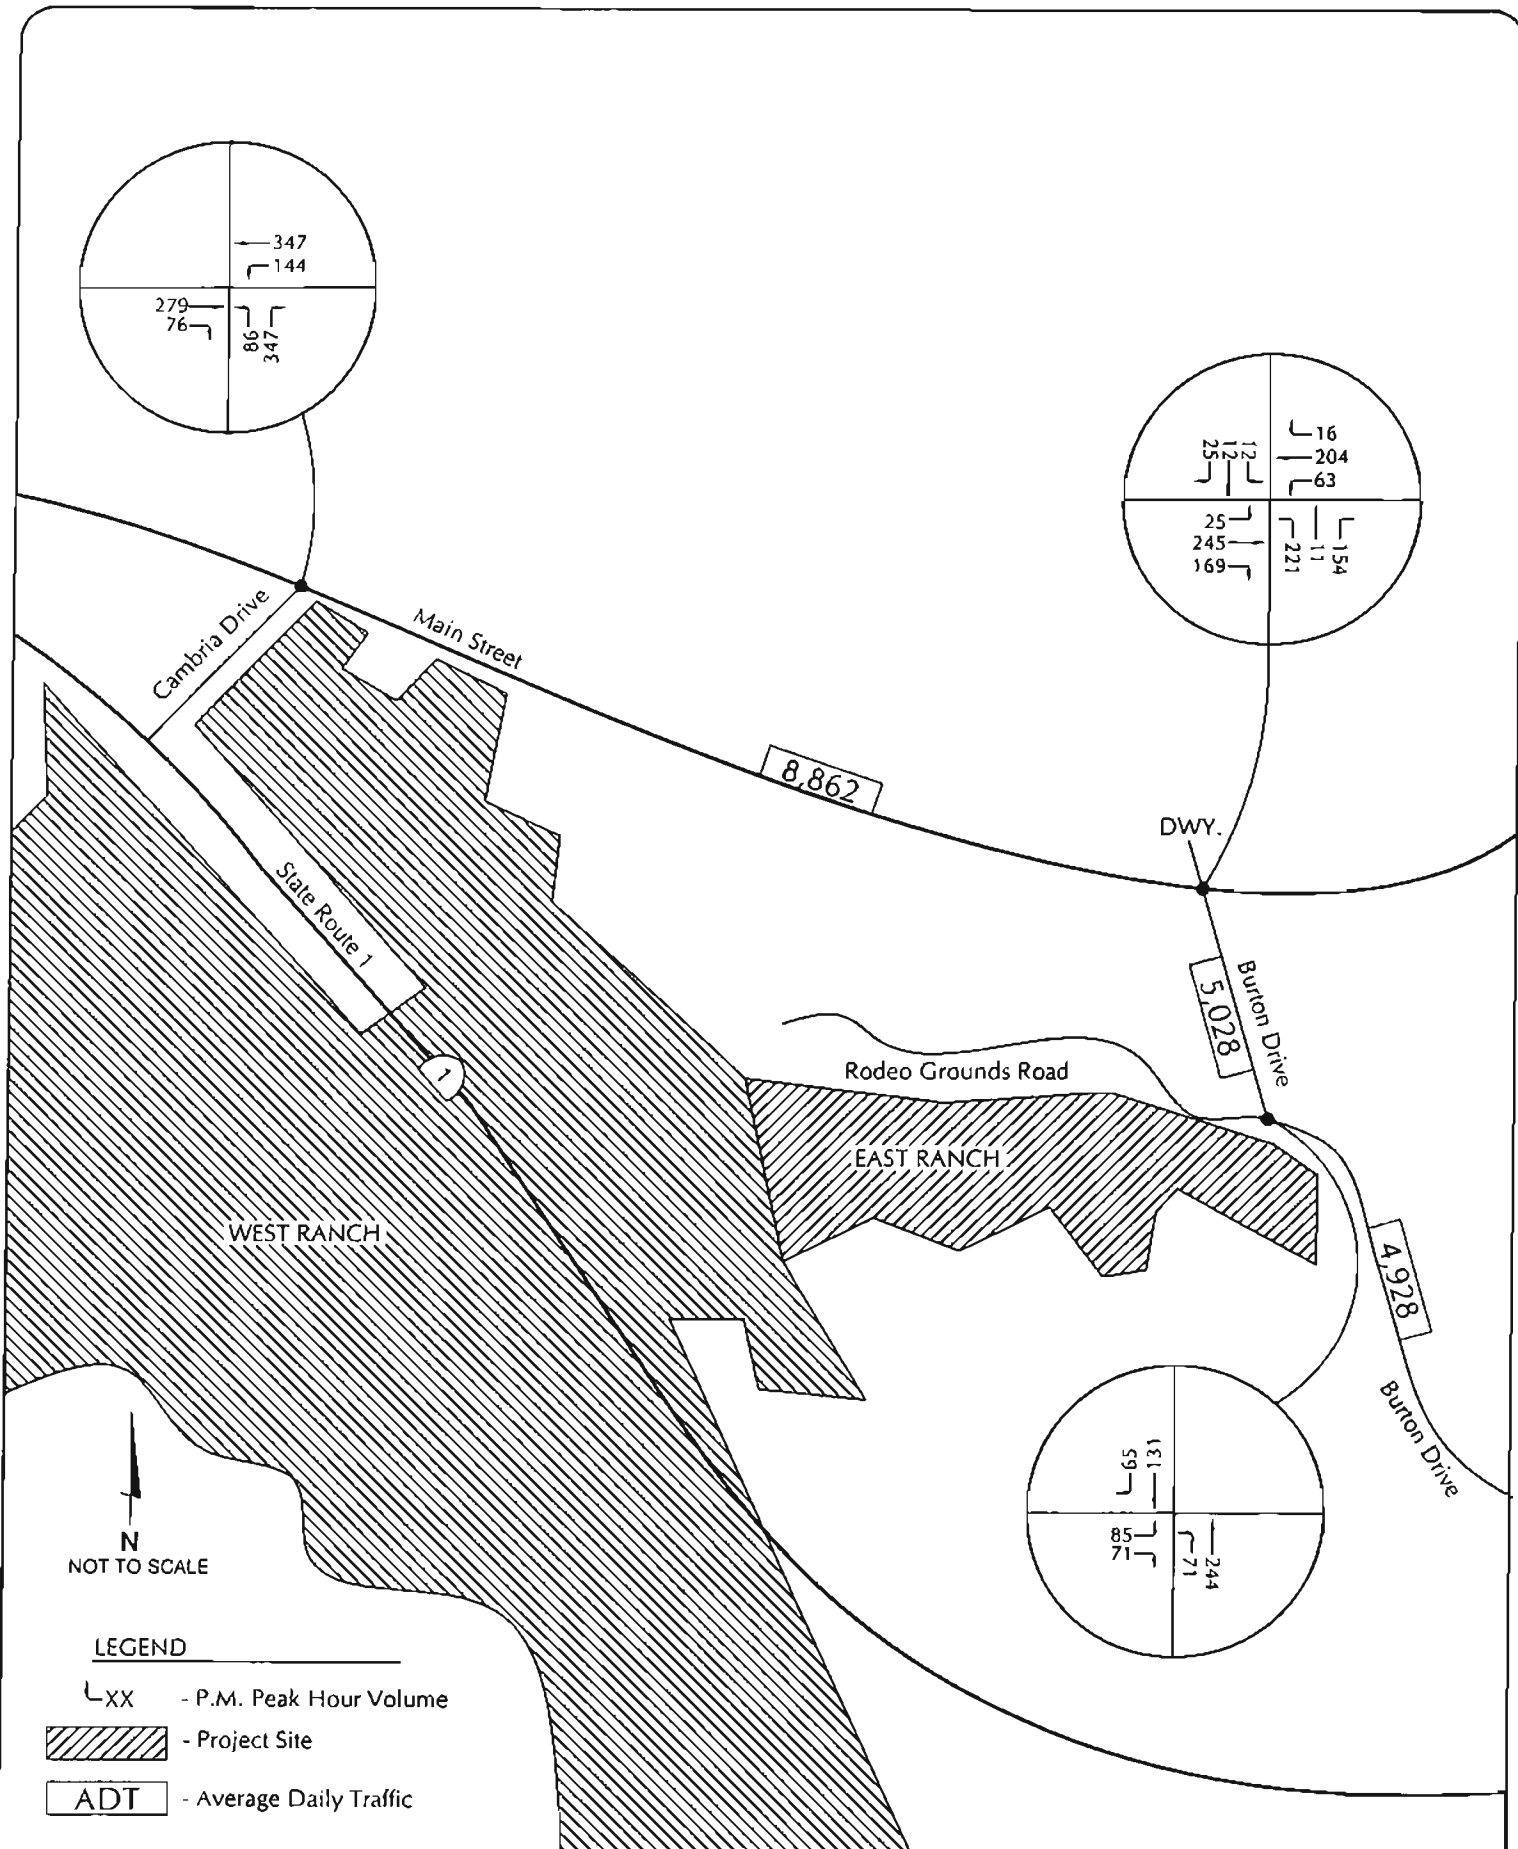 347
144
279
76
86
347
16
204
63
25
12
12
25
245
169
221
11
154
Cambria Drive
Main Street
8,862
DWY.
State Route 1
1
Burton Drive
5,028
Rodeo Grounds Road
EAST RANCH
WEST RANCH
4,928
Burton Drive
65
131
85
71
71
244
N
NOT TO SCALE
LEGEND
XX - P.M. Peak Hour Volume
- Project Site
ADT - Average Daily Traffic